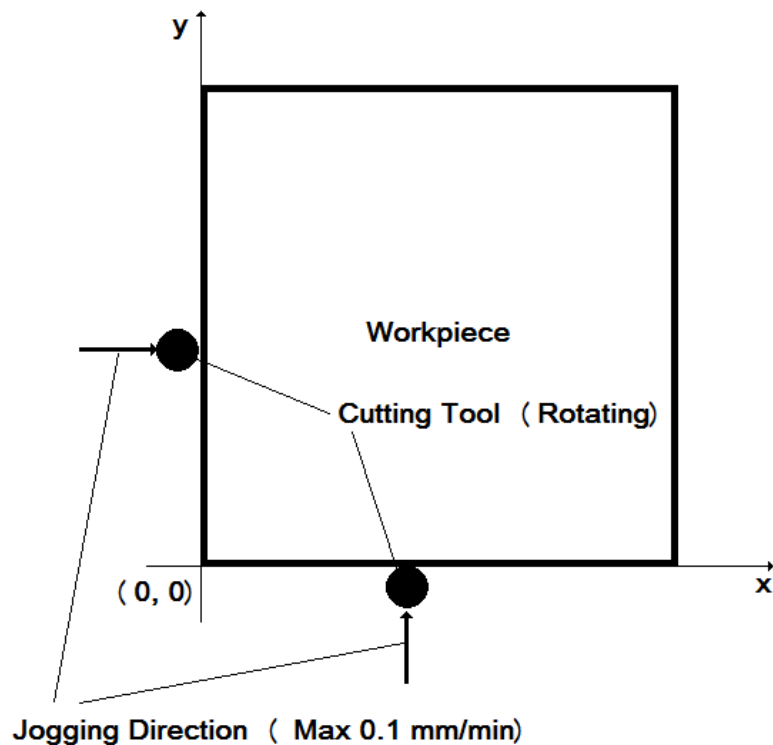 y
Workpiece
Cutting Tool ( Rotating)
( 0, 0)
x
Jogging Direction ( Max 0.1 mm/min)